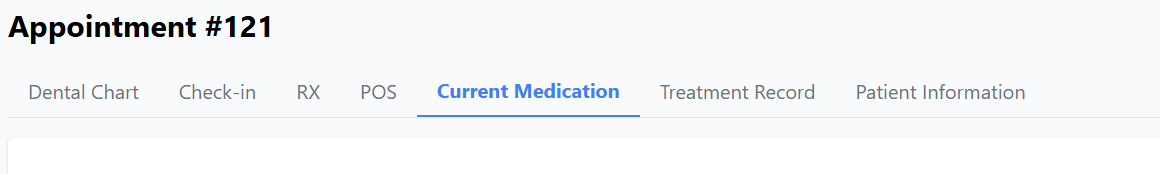 Appointment #121
Dental Chart Check-in RX POS Current Medication Treatment Record Patient Information